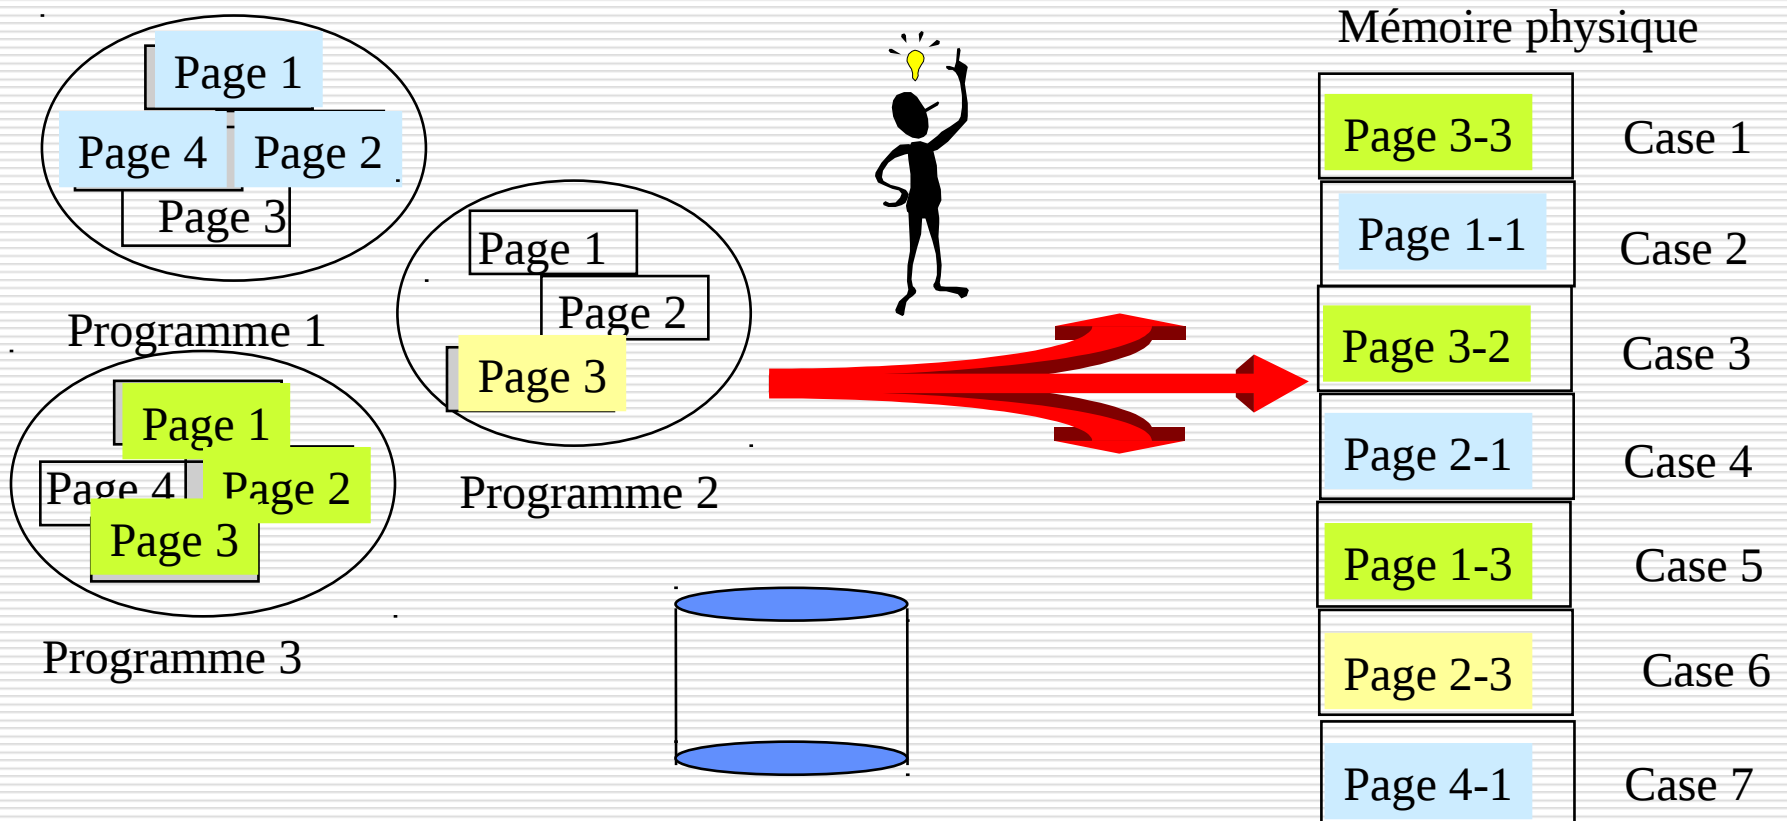 Page 1
Page 4
Page 2
Page 3
Programme 1
Page 1
Page 2
Page 3
Programme 2
Page 1
Page 4
Page 2
Page 3
Programme 3
Mémoire physique
Page 3-3 Case 1
Page 1-1 Case 2
Page 3-2 Case 3
Page 2-1 Case 4
Page 1-3 Case 5
Page 2-3 Case 6
Page 4-1 Case 7